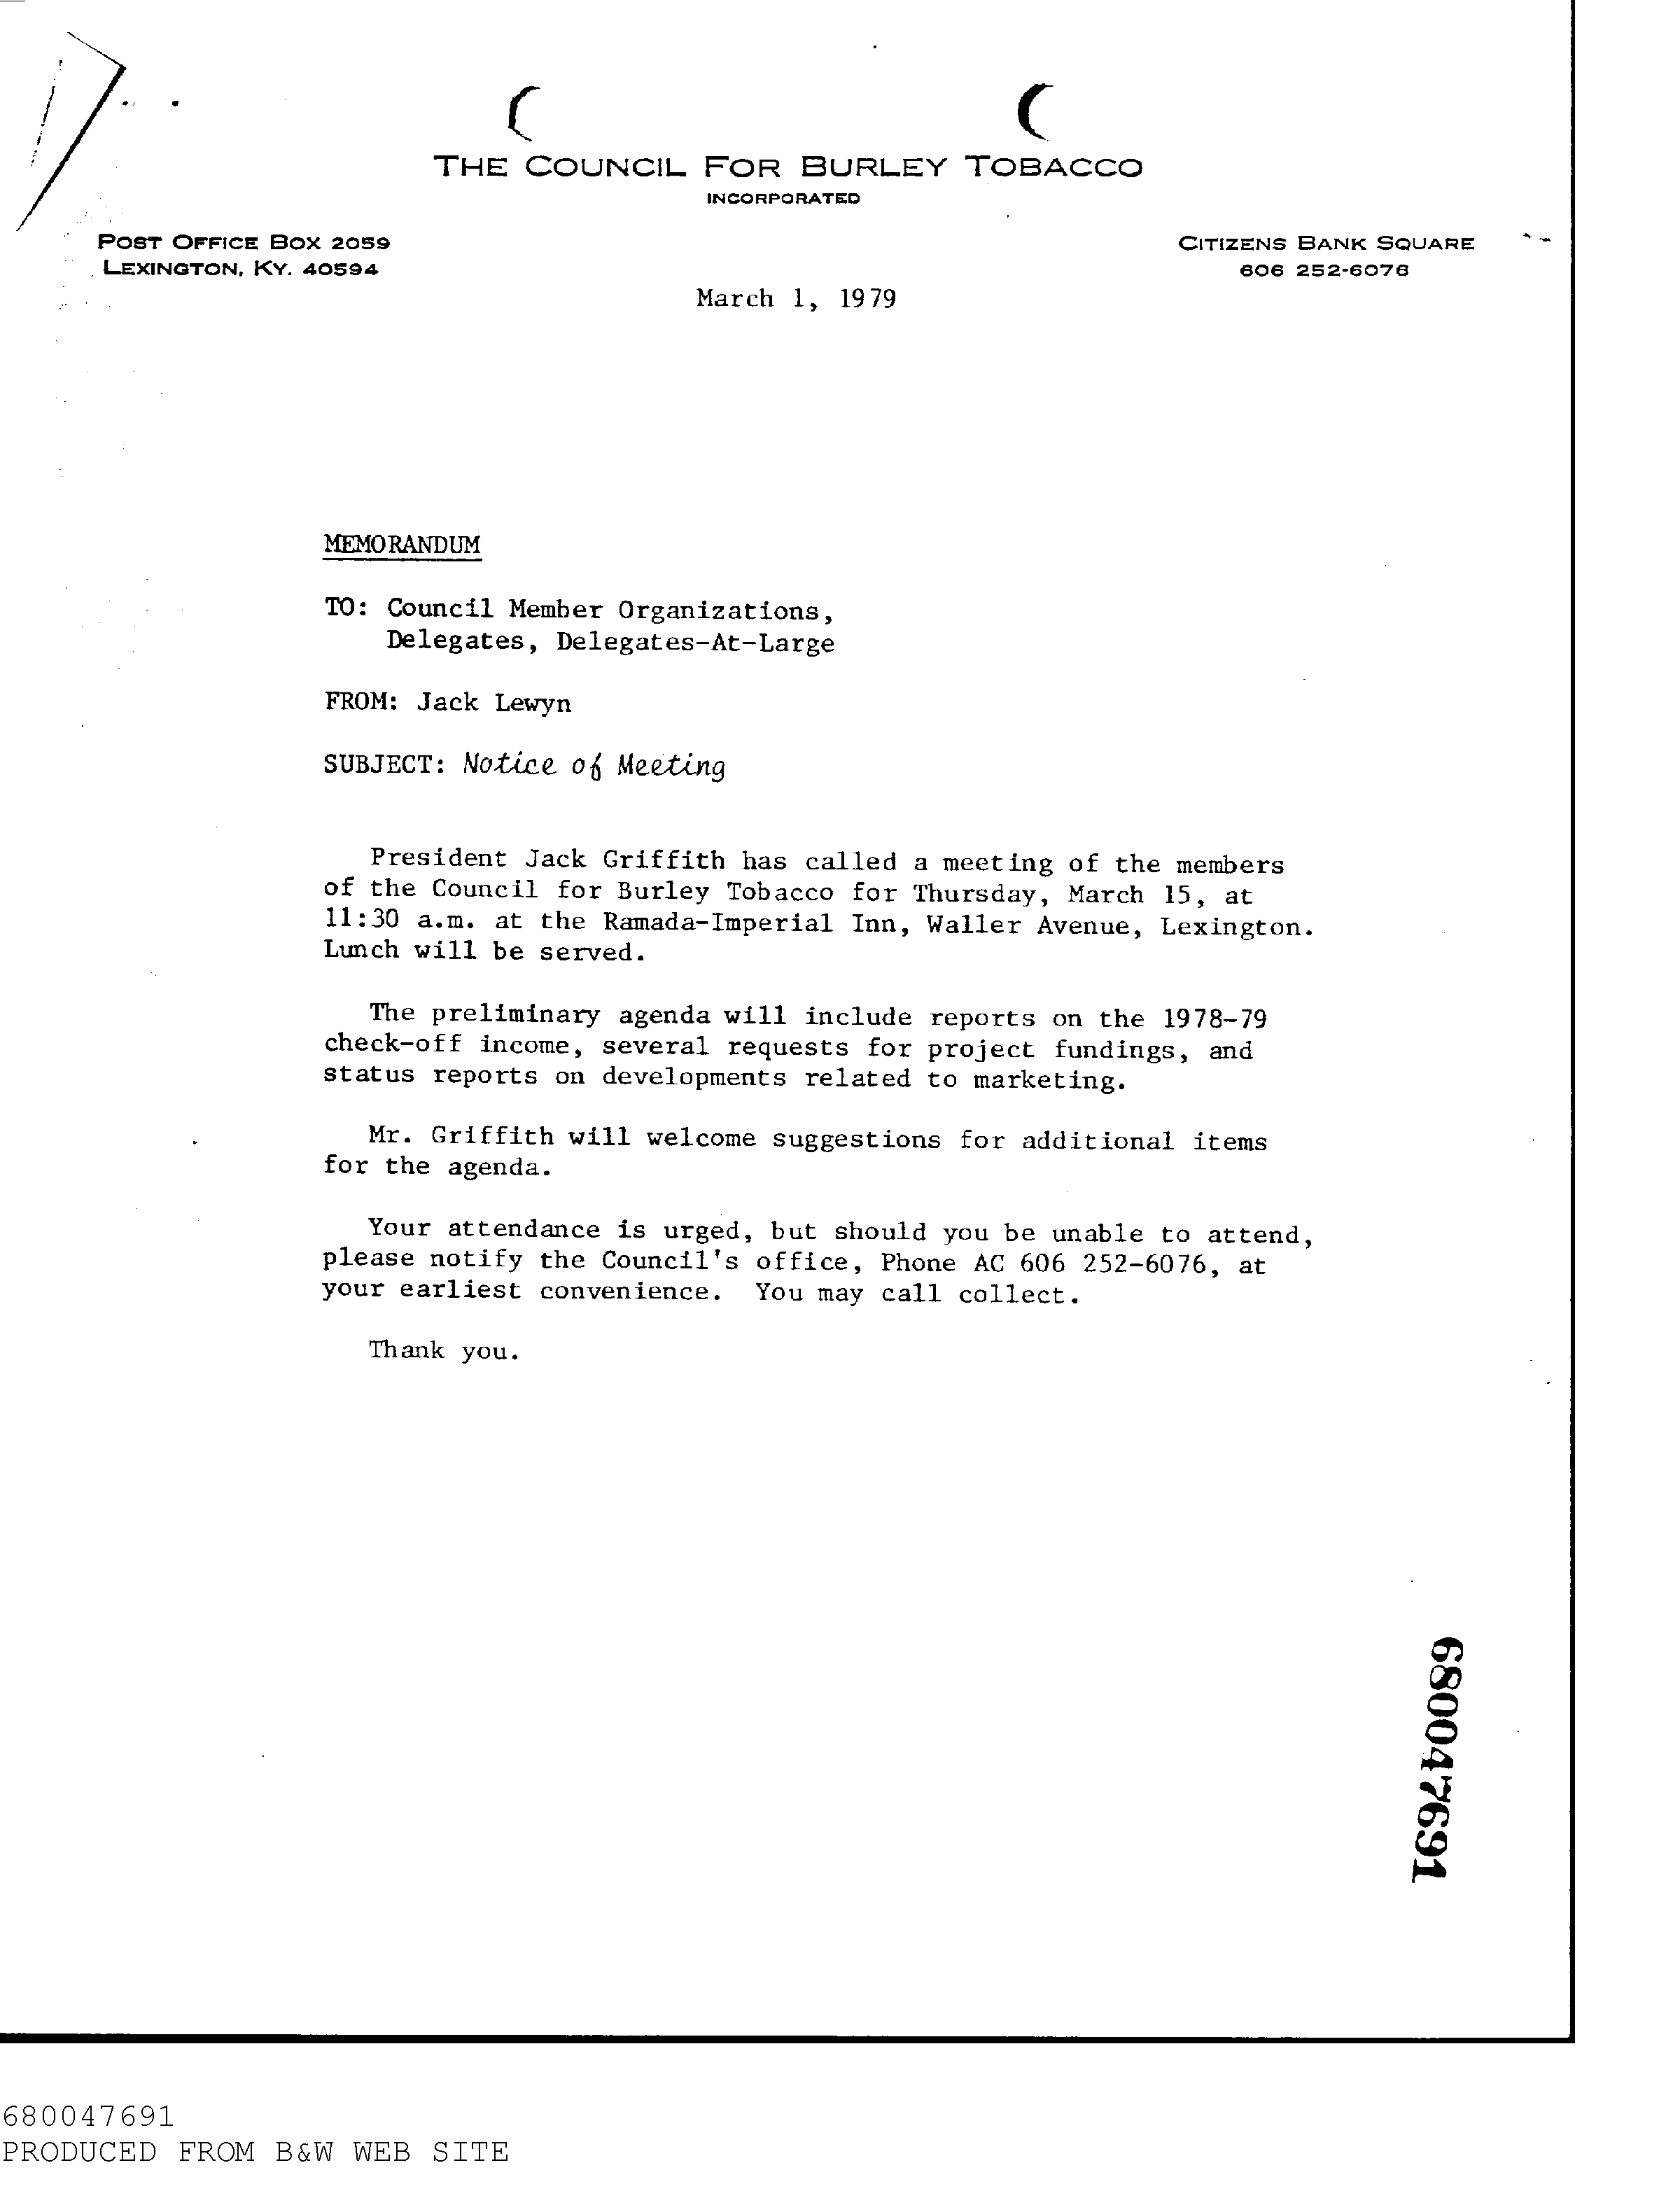 THE COUNCIL FOR BURLEY TOBACCO
INCORPORATED
POST OFFICE BOX 2059
LEXINGTON, KY. 40594
CITIZENS BANK SQUARE
606 252-6076
March 1, 1979
MEMORANDUM
TO: Council Member Organizations,
Delegates, Delegates-At-Large
FROM: Jack Lewyn
SUBJECT: Notice of Meeting
President Jack Griffith has called a meeting of the members
of the Council for Burley Tobacco for Thursday, March 15, at
11:30 a.m. at the Ramada-Imperial Inn, Waller Avenue, Lexington.
Lunch will be served.
The preliminary agenda will include reports on the 1978-79
check-off income, several requests for project fundings, and
status reports on developments related to marketing.
Mr. Griffith will welcome suggestions for additional items
for the agenda.
Your attendance is urged, but should you be unable to attend,
please notify the Council's office, Phone AC 606 252-6076, at
your earliest convenience. You may call collect.
Thank you.
680047691
680047691
PRODUCED FROM B&W WEB SITE